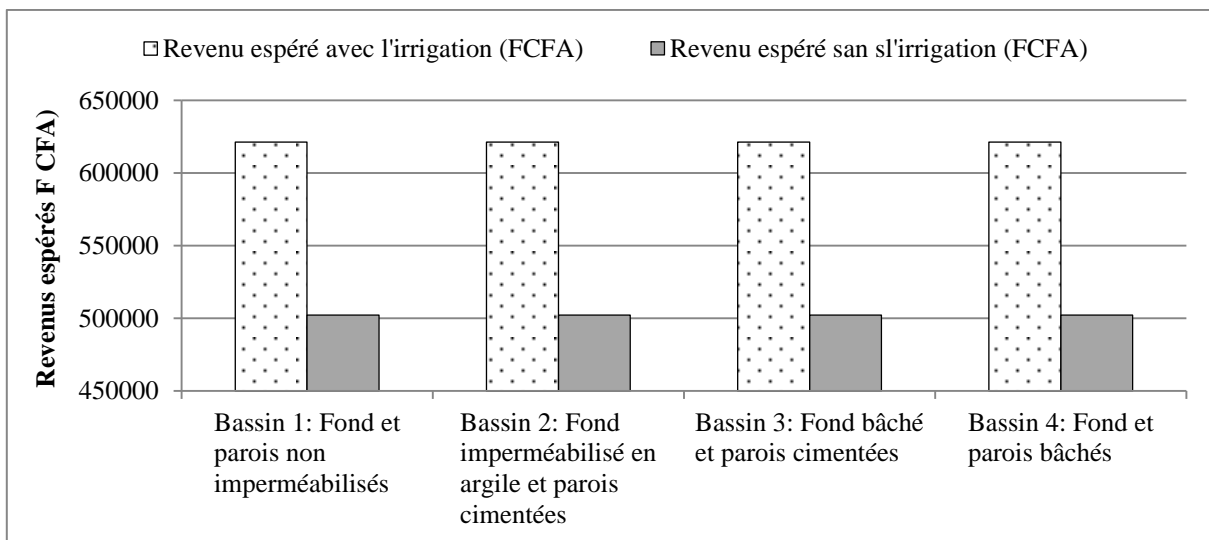 Revenu espéré avec l'irrigation (FCFA) Revenu espéré san sl'irrigation (FCFA)
Revenus espérés F CFA)
650000
600000
550000
500000
450000
Bassin 1: Fond et
parois non
imperméabilisés
Bassin 2: Fond
imperméabilisé en
argile et parois
cimentées
Bassin 3: Fond bâché
et parois cimentées
Bassin 4: Fond et
parois bâchés